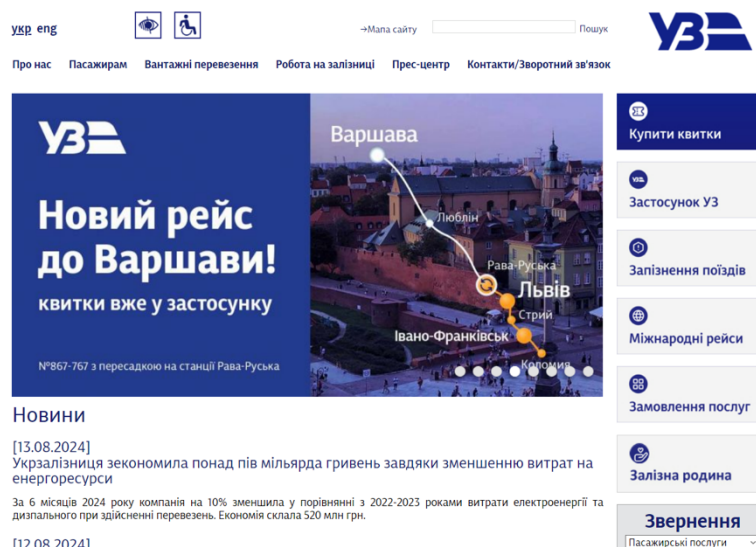 укр eng
→Мапа сайту
Пошук
УЗ
Про нас Пасажирам Вантажні перевезення Робота на залізниці Прес-центр Контакти/Зворотний зв'язок
УЗ
Новий рейс
до Варшави!
квитки вже у застосунку
№867-767 з пересадкою на станції Рава-Руська
Варшава
Люблін
Рава-Руська
Львів
Стрий
Івано-Франківськ
Коломия
Купити квитки
Застосунок УЗ
Запізнення поїздів
Міжнародні рейси
Замовлення послуг
Залізна родина
Звернення
Пасажирські послуги
Новини
[13.08.2024]
Укрзалізниця зекономила понад пів мільярда гривень завдяки зменшенню витрат на
енергоресурси
За 6 місяців 2024 року компанія на 10% зменшила у порівнянні з 2022-2023 роками витрати електроенергії та
дизпального при здійсненні перевезень. Економія склала 520 млн грн.
[12.08.2024]